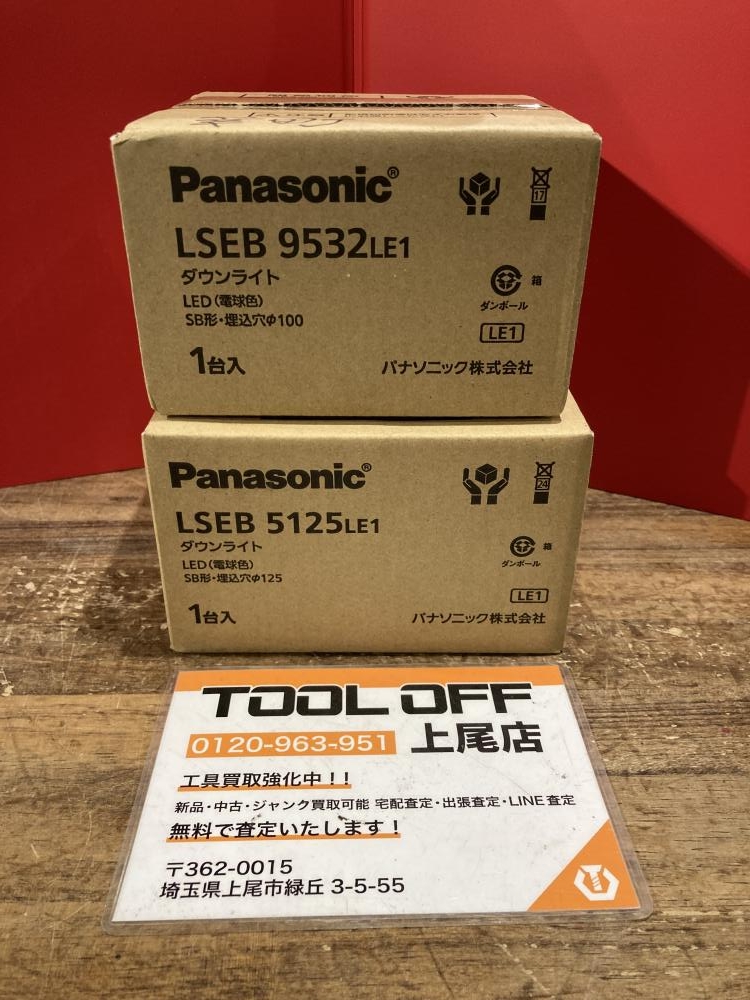 Panasonic®
LSEB 9532LE1
ダウンライト
LED(電球色)
SB形・埋込穴φ100
1台入
17
箱
ダンボール
LE1
パナソニック株式会社
Panasonic®
LSEB 5125LE1
ダウンライト
LED(電球色)
SB形・埋込穴φ125
1台入
24
箱
ダンボール
LE1
パナソニック株式会社
TOOL OFF
0120-963-951 上尾店
工具買取強化中!!
新品・中古・ジャンク買取可能 宅配査定・出張査定・LINE査定
無料で査定いたします!
〒362-0015
埼玉県上尾市緑丘 3-5-55